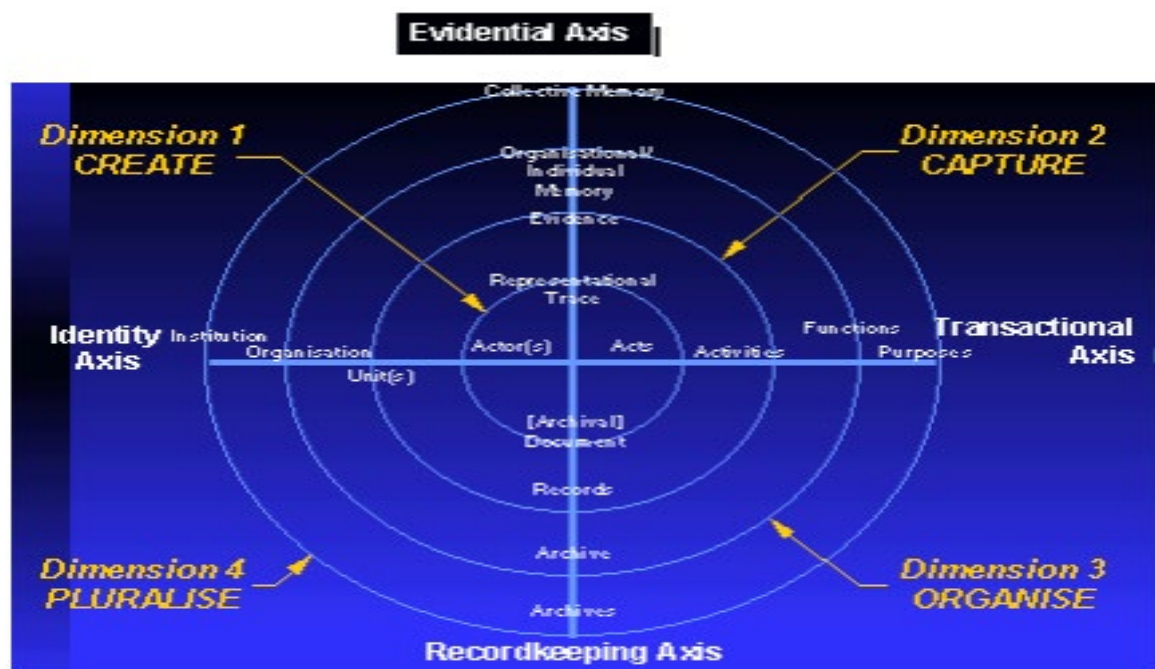 Evidential Axis
Collective Memory
Dimension 1
CREATE
Dimension 2
CAPTURE
Organisational/
Individual
Memory
Evidence
Representational
Trace
Identity
Axis
Institution
Organisation
Unit(s)
Actor(s)
Acts
Activities
Functions
Purposes
Transactional
Axis
[Archival]
Document
Records
Archive
Archives
Dimension 4
PLURALISE
Dimension 3
ORGANISE
Recordkeeping Axis